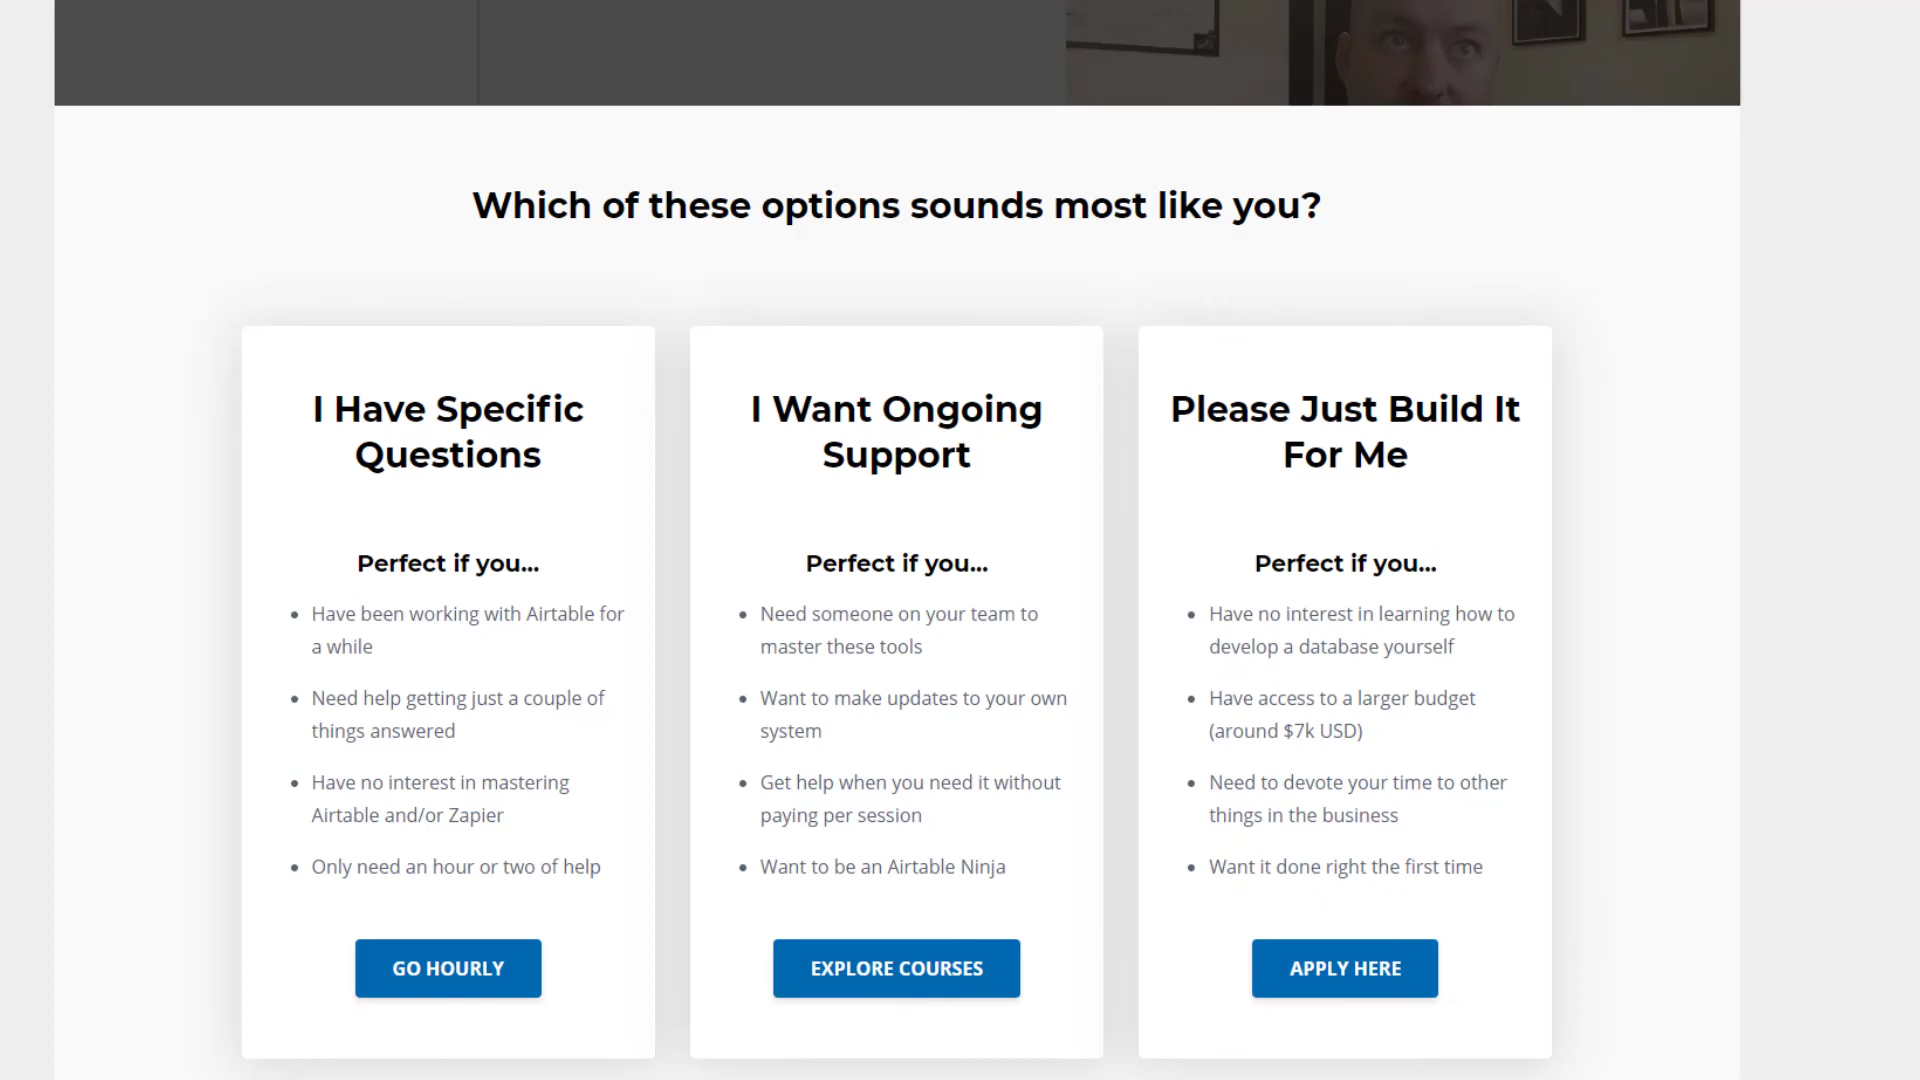 Which of these options sounds most like you?
I Have Specific
Questions
Perfect if you...
• Have been working with Airtable for
a while
• Need help getting just a couple of
things answered
• Have no interest in mastering
Airtable and/or Zapier
• Only need an hour or two of help
GO HOURLY
I Want Ongoing
Support
Perfect if you...
• Need someone on your team to
master these tools
• Want to make updates to your own
system
• Get help when you need it without
paying per session
• Want to be an Airtable Ninja
EXPLORE COURSES
Please Just Build It
For Me
Perfect if you...
• Have no interest in learning how to
develop a database yourself
• Have access to a larger budget
(around $7k USD)
• Need to devote your time to other
things in the business
• Want it done right the first time
APPLY HERE